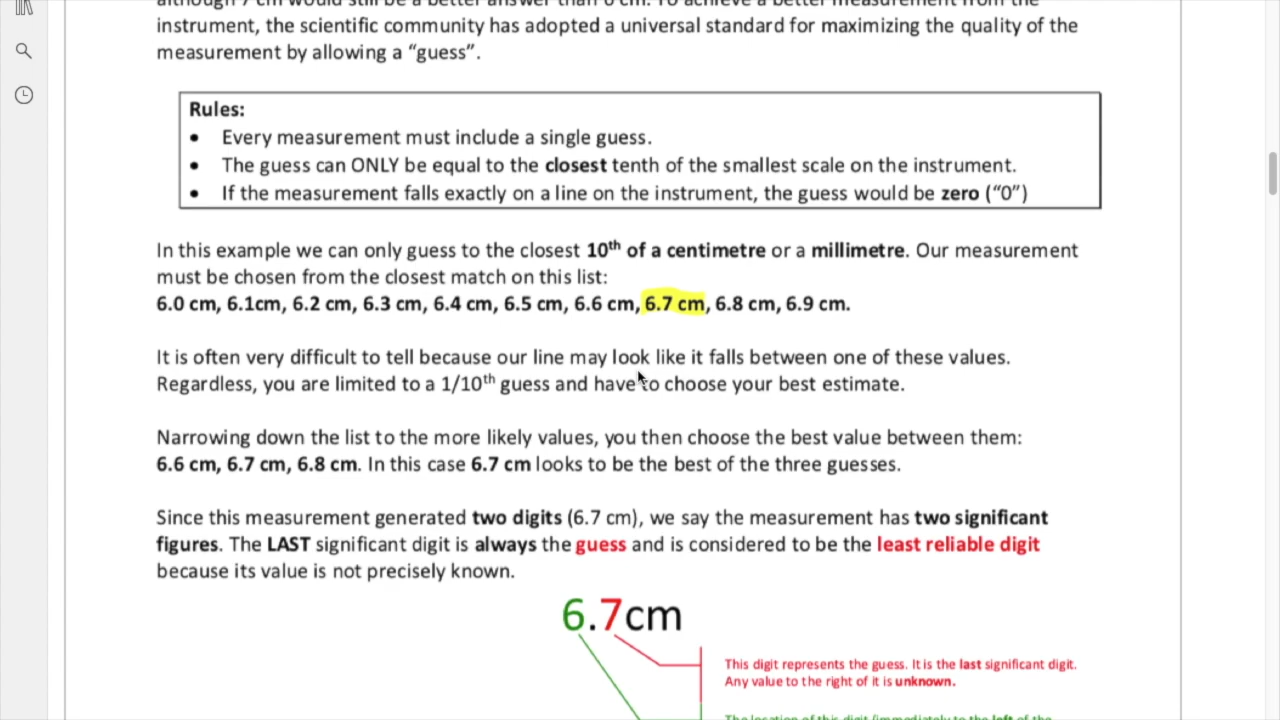 although 7 cm would still be a better answer than 6 cm. To achieve a better measurement from the
instrument, the scientific community has adopted a universal standard for maximizing the quality of the
measurement by allowing a “guess”.
Rules:
• Every measurement must include a single guess.
• The guess can ONLY be equal to the closest tenth of the smallest scale on the instrument.
• If the measurement falls exactly on a line on the instrument, the guess would be zero (“0”)
In this example we can only guess to the closest 10th of a centimetre or a millimetre. Our measurement
must be chosen from the closest match on this list:
6.0 cm, 6.1cm, 6.2 cm, 6.3 cm, 6.4 cm, 6.5 cm, 6.6 cm, 6.7 cm, 6.8 cm, 6.9 cm.
It is often very difficult to tell because our line may look like it falls between one of these values.
Regardless, you are limited to a 1/10th guess and have to choose your best estimate.
Narrowing down the list to the more likely values, you then choose the best value between them:
6.6 cm, 6.7 cm, 6.8 cm. In this case 6.7 cm looks to be the best of the three guesses.
Since this measurement generated two digits (6.7 cm), we say the measurement has two significant
figures. The LAST significant digit is always the guess and is considered to be the least reliable digit
because its value is not precisely known.
6.7cm
This digit represents the guess. It is the last significant digit.
Any value to the right of it is unknown.
The location of this digit (immediately to the left of the